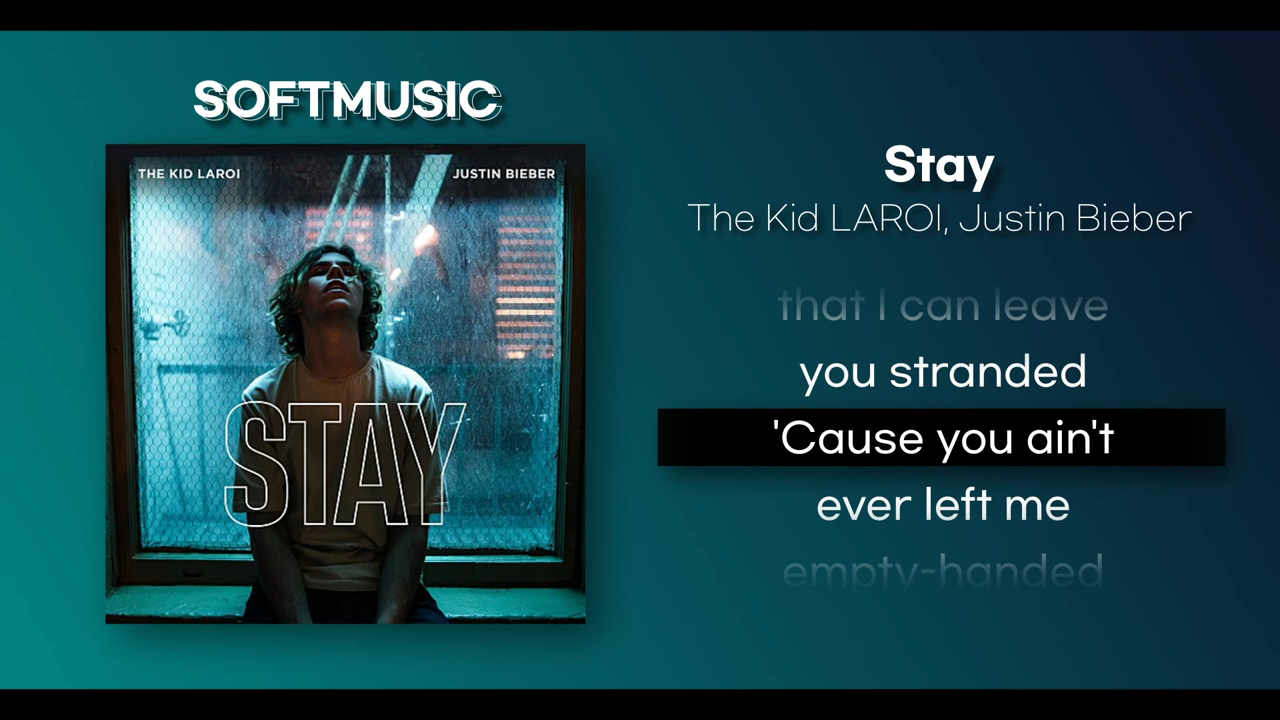 SOFTMUSIC
THE KID LAROI
JUSTIN BIEBER
STAY
Stay
The Kid LAROI, Justin Bieber
that I can leave
you stranded
'Cause you ain't
ever left me
empty-handed